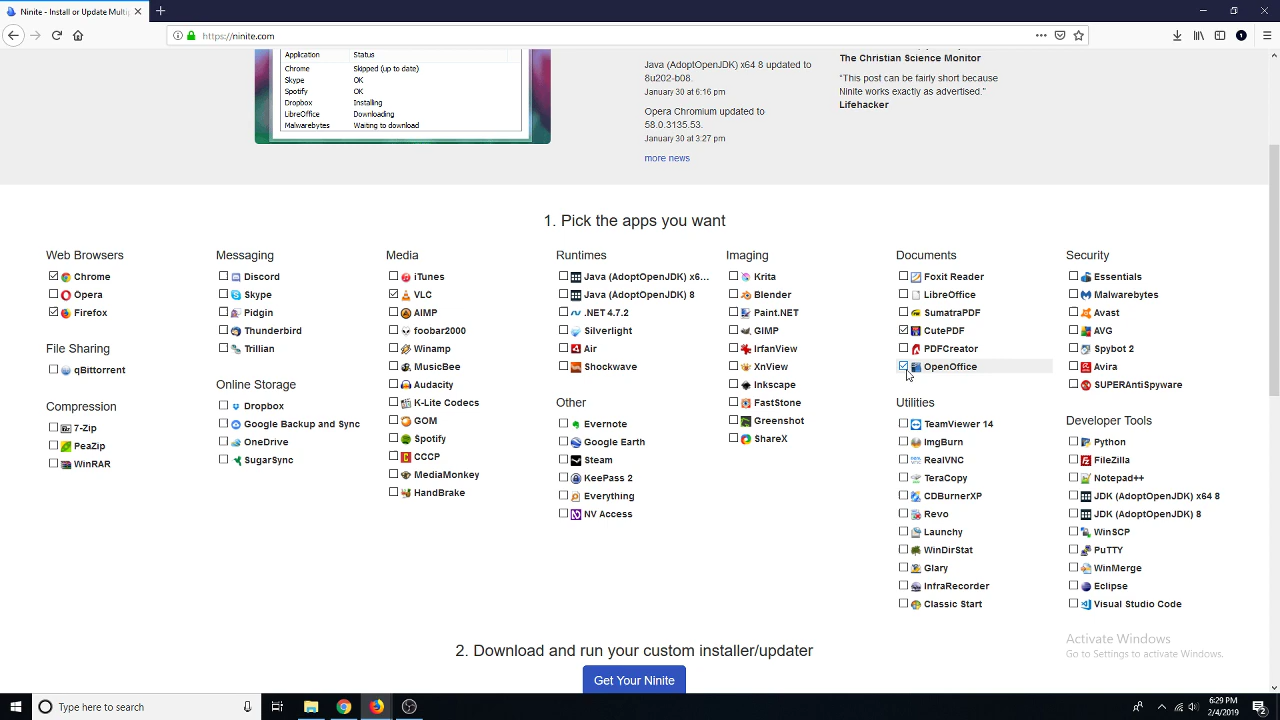 Ninite - Install or Update Multip
https://ninite.com
Application Status
Chrome Skipped (up to date)
Skype OK
Spotify OK
Dropbox Installing
LibreOffice Downloading
Malwarebytes Waiting to download
Java (AdoptOpenJDK) x64 8 updated to
8u202-b08.
January 30 at 6:16 pm
Opera Chromium updated to
58.0.3135.53.
January 30 at 3:27 pm
more news
The Christian Science Monitor
"This post can be fairly short because
Ninite works exactly as advertised."
Lifehacker
1. Pick the apps you want
Web Browsers
Chrome
Opera
Firefox
File Sharing
qBittorrent
Compression
7-Zip
PeaZip
WinRAR
Messaging
Discord
Skype
Pidgin
Thunderbird
Trillian
Online Storage
Dropbox
Google Backup and Sync
OneDrive
SugarSync
Media
iTunes
VLC
AIMP
foobar2000
Winamp
MusicBee
Audacity
K-Lite Codecs
GOM
Spotify
CCCP
MediaMonkey
HandBrake
Runtimes
Java (AdoptOpenJDK) x6...
Java (AdoptOpenJDK) 8
.NET 4.7.2
Silverlight
Air
Shockwave
Other
Evernote
Google Earth
Steam
KeePass 2
Everything
NV Access
Imaging
Krita
Blender
Paint.NET
GIMP
IrfanView
XnView
Inkscape
FastStone
Greenshot
ShareX
Documents
Foxit Reader
LibreOffice
SumatraPDF
CutePDF
PDFCreator
OpenOffice
Utilities
TeamViewer 14
ImgBurn
RealVNC
TeraCopy
CDBurnerXP
Revo
Launchy
WinDirStat
Glary
InfraRecorder
Classic Start
Security
Essentials
Malwarebytes
Avast
AVG
Spybot 2
Avira
SUPERAntiSpyware
Developer Tools
Python
FileZilla
Notepad++
JDK (AdoptOpenJDK) x64 8
JDK (AdoptOpenJDK) 8
WinSCP
PuTTY
WinMerge
Eclipse
Visual Studio Code
2. Download and run your custom installer/updater
Get Your Ninite
Activate Windows
Go to Settings to activate Windows.
Type here to search
6:29 PM
2/4/2019
2